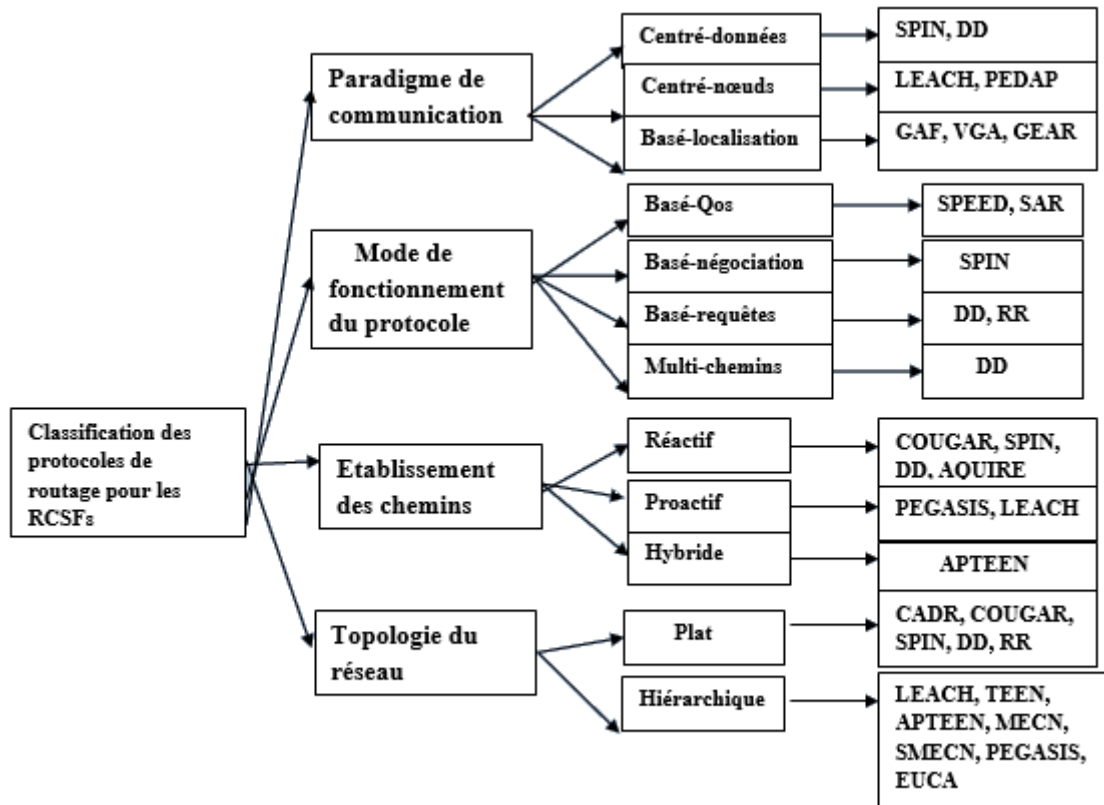 Classification des
protocoles de
routage pour les
RCSFs
Paradigme de
communication
Centré-données
SPIN, DD
Centré-nœuds
LEACH, PEDAP
Basé-localisation
GAF, VGA, GEAR
Mode de
fonctionnement
du protocole
Basé-Qos
SPEED, SAR
Basé-négociation
SPIN
Basé-requêtes
DD, RR
Multi-chemins
DD
Etablissement
des chemins
Réactif
COUGAR, SPIN,
DD, AQUIRE
Proactif
PEGASIS, LEACH
Hybride
APTEEN
Topologie du
réseau
Plat
CADR, COUGAR,
SPIN, DD, RR
Hiérarchique
LEACH, TEEN,
APTEEN, MECN,
SMECN, PEGASIS,
EUCA